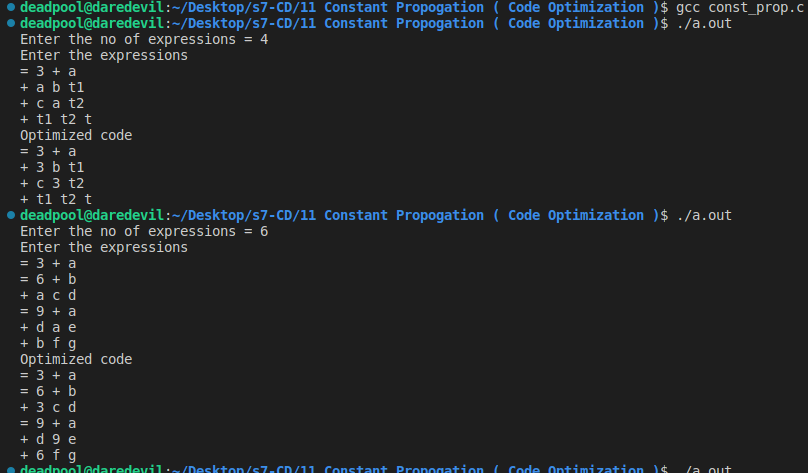 deadpool@daredevil:~/Desktop/s7-CD/11 Constant Propogation ( Code Optimization )$ gcc const_prop.c
deadpool@daredevil:~/Desktop/s7-CD/11 Constant Propogation ( Code Optimization )$ ./a.out
Enter the no of expressions = 4
Enter the expressions
= 3 + a
+ a b t1
+ c a t2
+ t1 t2 t
Optimized code
= 3 + a
+ 3 b t1
+ c 3 t2
+ t1 t2 t
deadpool@daredevil:~/Desktop/s7-CD/11 Constant Propogation ( Code Optimization )$ ./a.out
Enter the no of expressions = 6
Enter the expressions
= 3 + a
= 6 + b
+ a c d
= 9 + a
+ d a e
+ b f g
Optimized code
= 3 + a
= 6 + b
+ 3 c d
= 9 + a
+ d 9 e
+ 6 f g
deadpool@daredevil:~/Desktop/s7-CD/11 Constant Propogation ( Code Optimization )$ ./a.out